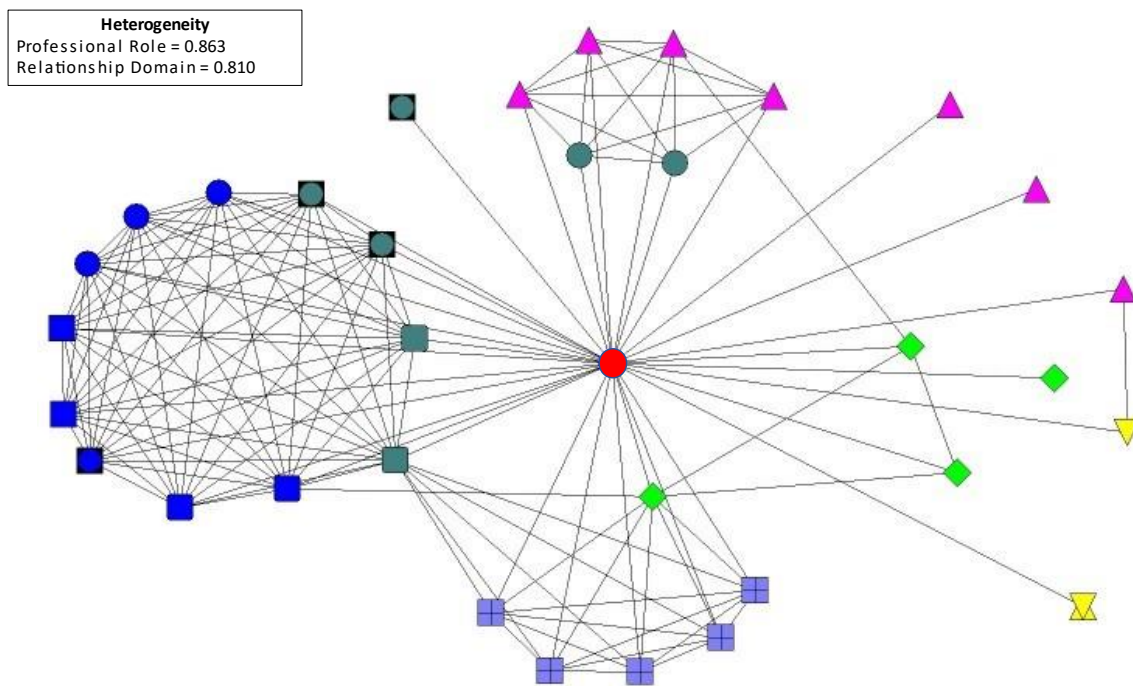 Heterogeneity
Professional Role = 0.863
Relationship Domain = 0.810